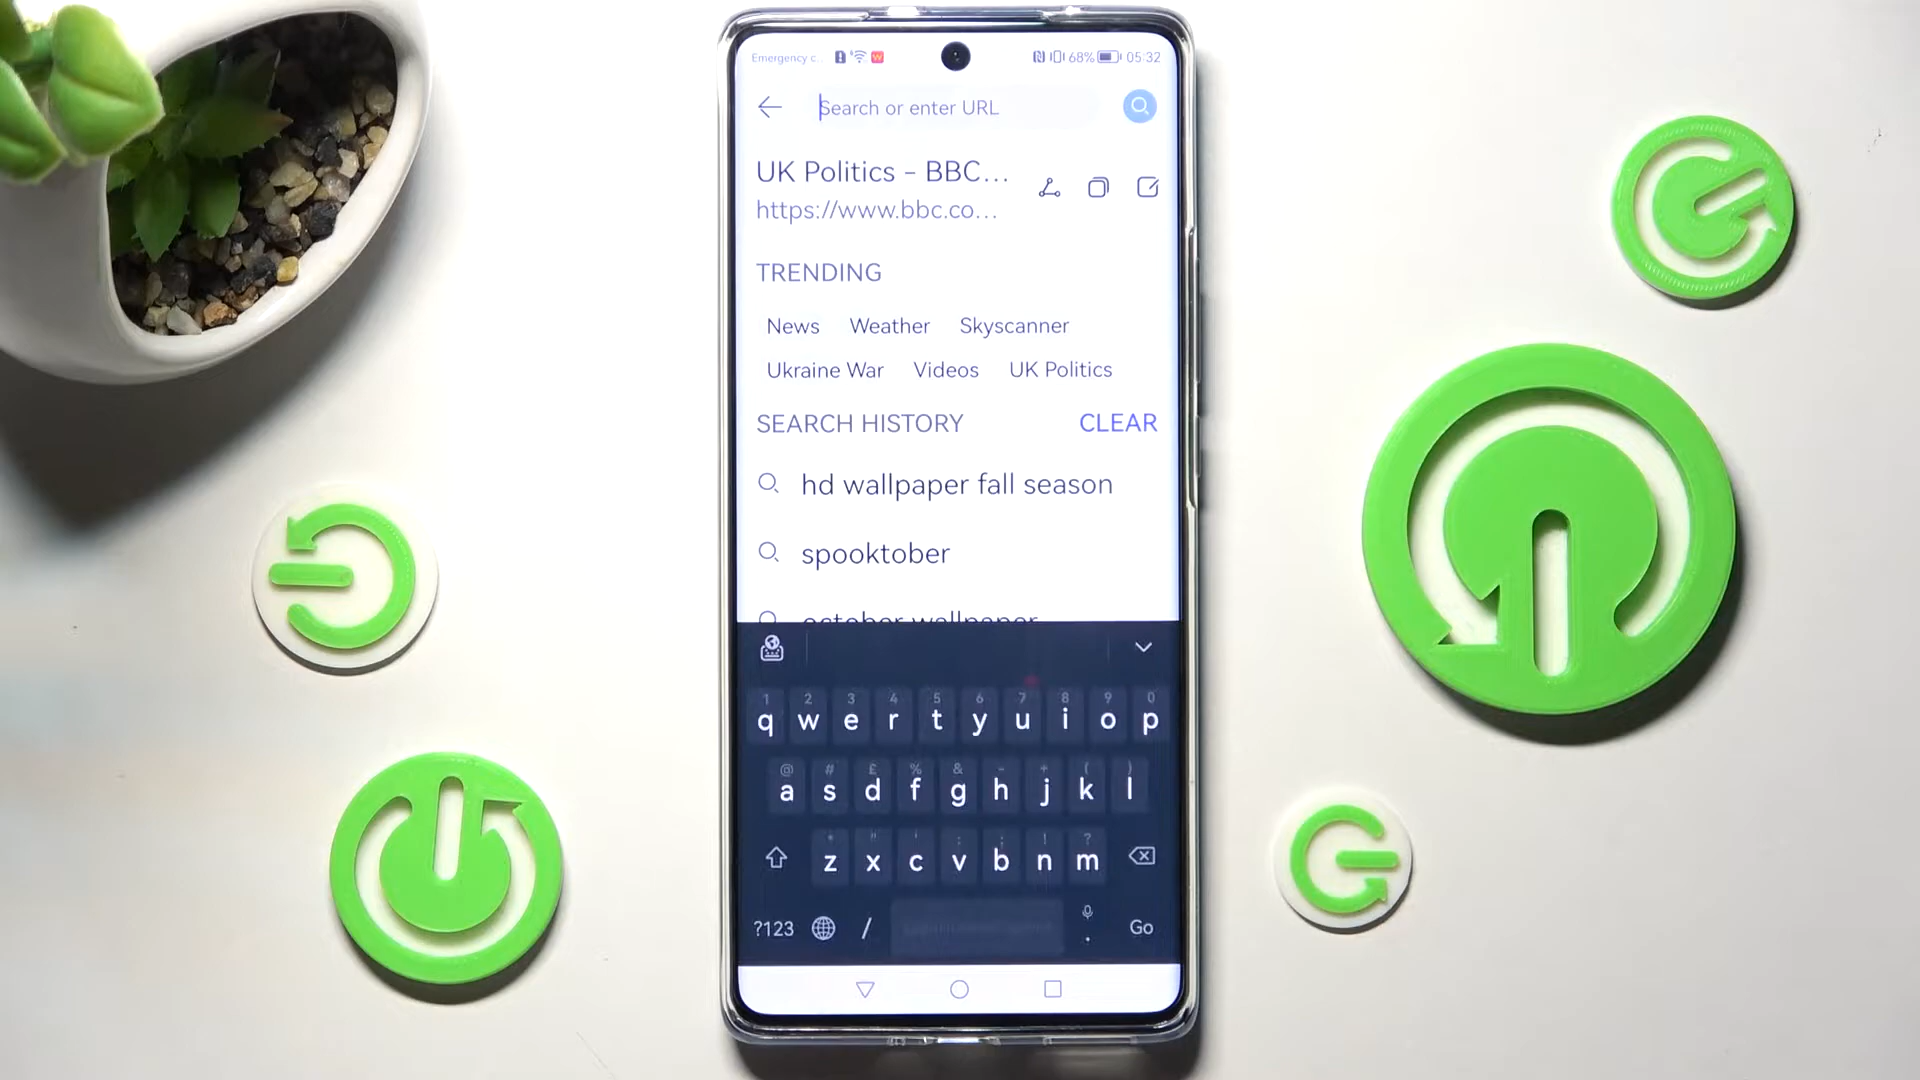 Emergency c... 68% 05:32
Search or enter URL
UK Politics - BBC...
https://www.bbc.co...
TRENDING
News Weather Skyscanner
Ukraine War Videos UK Politics
SEARCH HISTORY CLEAR
hd wallpaper fall season
spooktober
october wallpaper
1 2 3 4 5 6 7 8 9 0
q w e r t y u i o p
@ # £ % & - + ( )
a s d f g h j k l
* " ' : ; ! ?
z x c v b n m
?123 / . Go